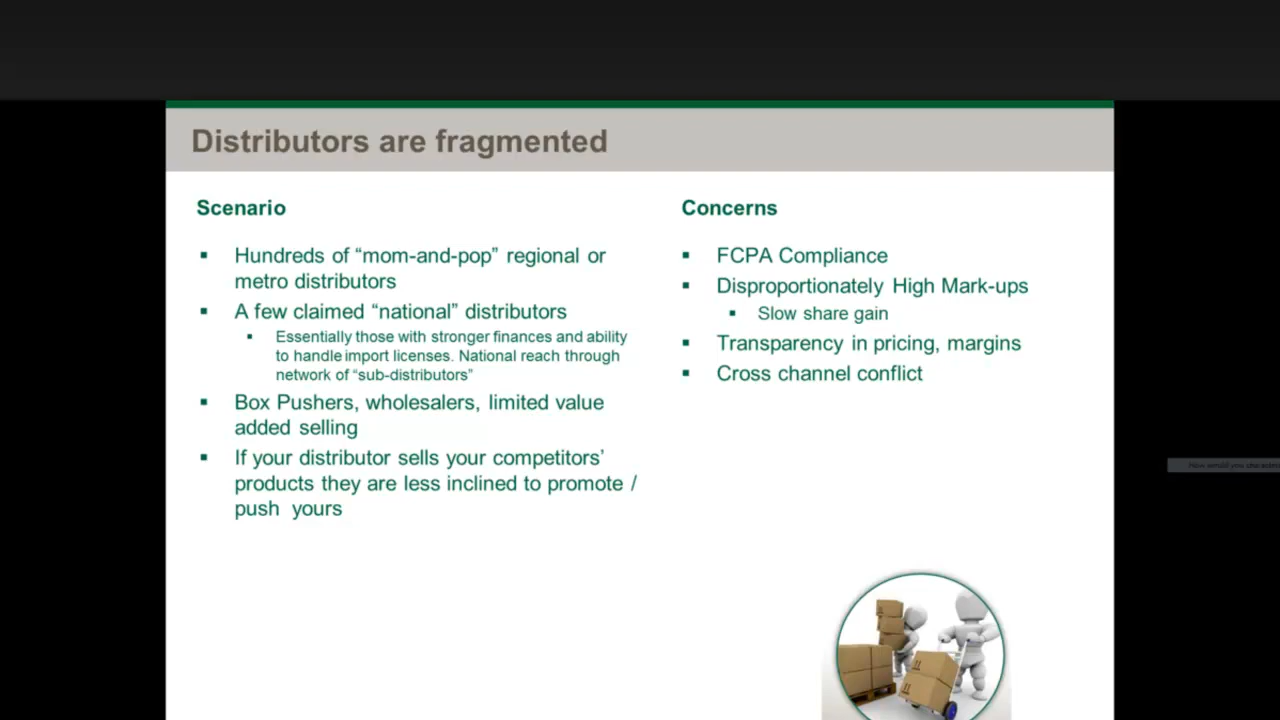 Distributors are fragmented
Scenario
▪ Hundreds of “mom-and-pop” regional or
metro distributors
▪ A few claimed “national” distributors
▪ Essentially those with stronger finances and ability
to handle import licenses. National reach through
network of “sub-distributors”
▪ Box Pushers, wholesalers, limited value
added selling
▪ If your distributor sells your competitors’
products they are less inclined to promote /
push yours
Concerns
▪ FCPA Compliance
▪ Disproportionately High Mark-ups
▪ Slow share gain
▪ Transparency in pricing, margins
▪ Cross channel conflict
How would you